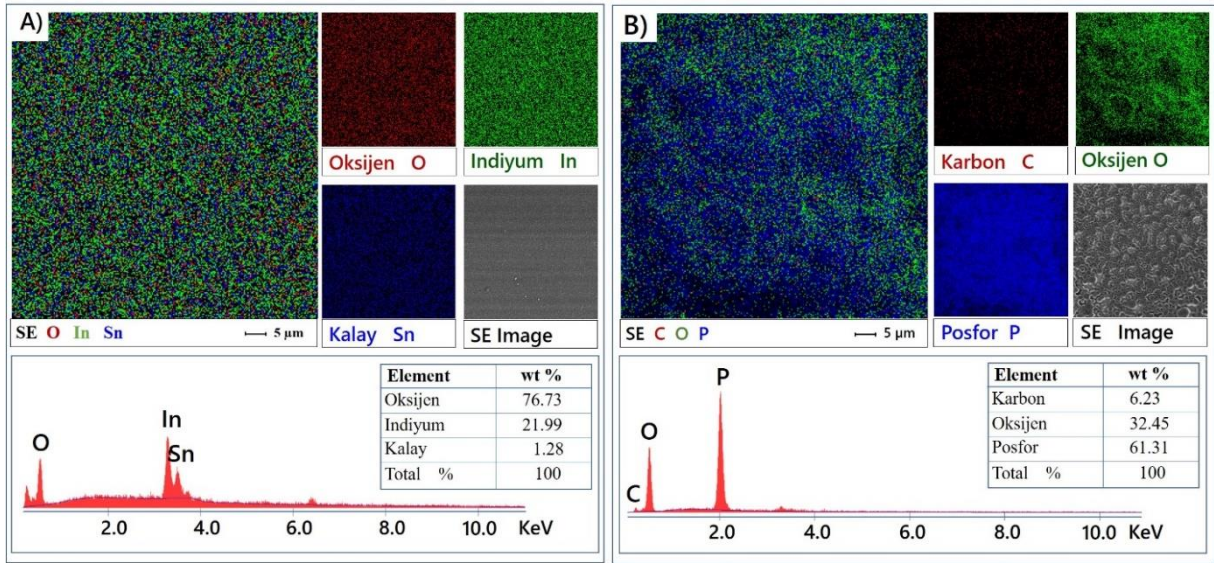 A)
Oksijen O
Indiyum In
SE O In Sn
5 µm
Kalay Sn
SE Image
Element wt %
Oksijen 76.73
Indiyum 21.99
Kalay 1.28
Total % 100
O
In
Sn
2.0 4.0 6.0 8.0 10.0 KeV
B)
Karbon C
Oksijen O
SE C O P
5 µm
Posfor P
SE Image
Element wt %
Karbon 6.23
Oksijen 32.45
Posfor 61.31
Total % 100
P
O
C
2.0 4.0 6.0 8.0 10.0 KeV